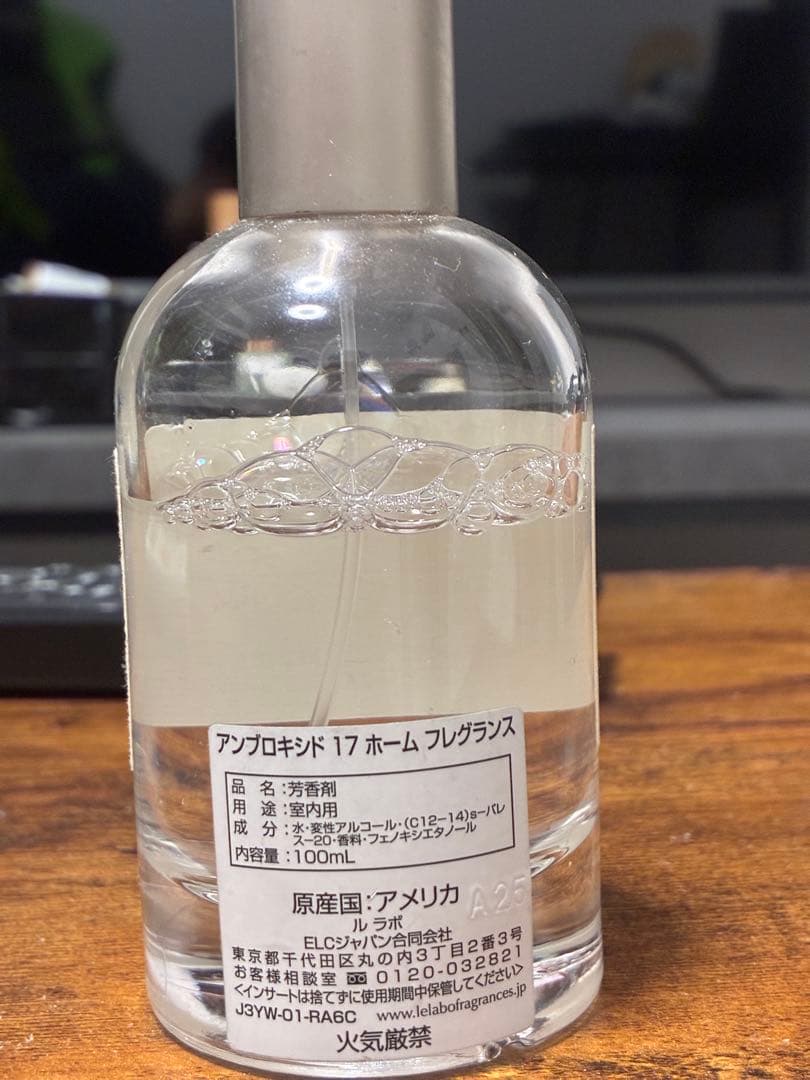 アンブロキシド 17 ホーム フレグランス
品 名：芳香剤
用 途：室内用
成 分：水・変性アルコール・(C12-14)s-パレ
ス-20・香料・フェノキシエタノール
内容量：100mL
原産国：アメリカ
A25
ル ラボ
ELCジャパン合同会社
東京都千代田区丸の内3丁目2番3号
お客様相談室 0120-032821
<インサートは捨てずに使用期間中保管してください>
J3YW-01-RA6C www.lelabofragrances.jp
火気厳禁